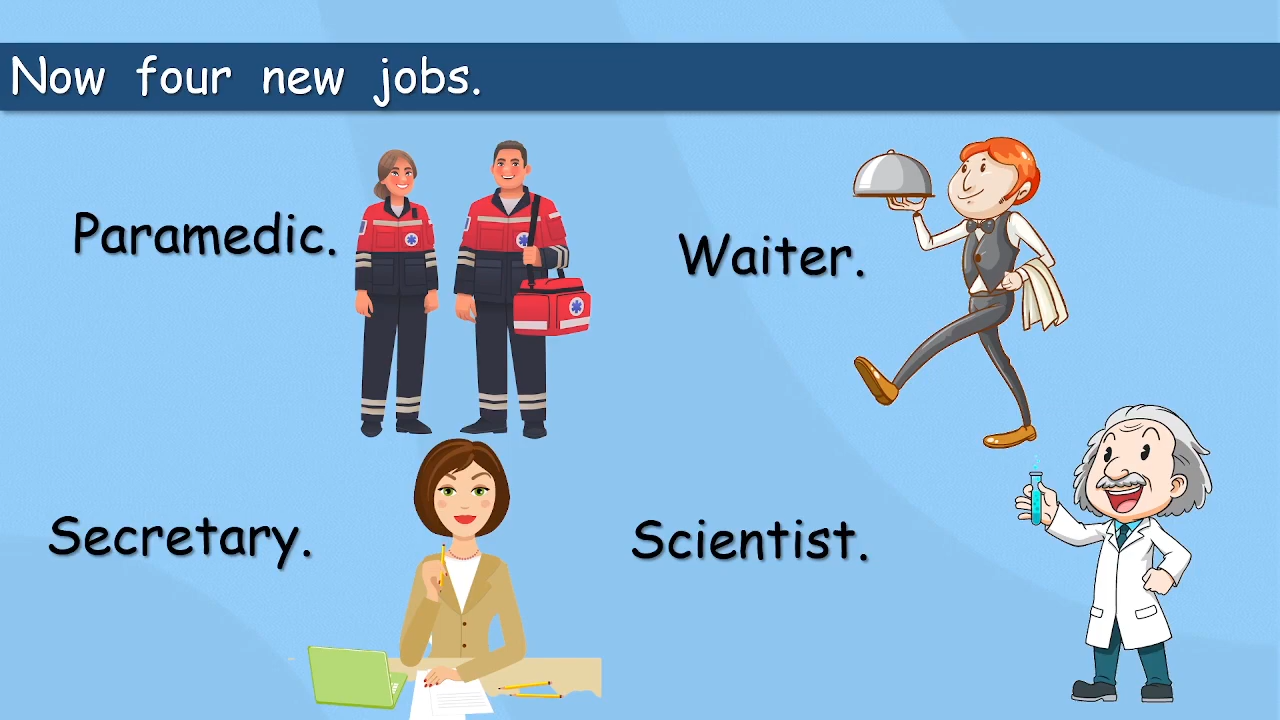 Now four new jobs.
Paramedic.
Waiter.
Secretary.
Scientist.